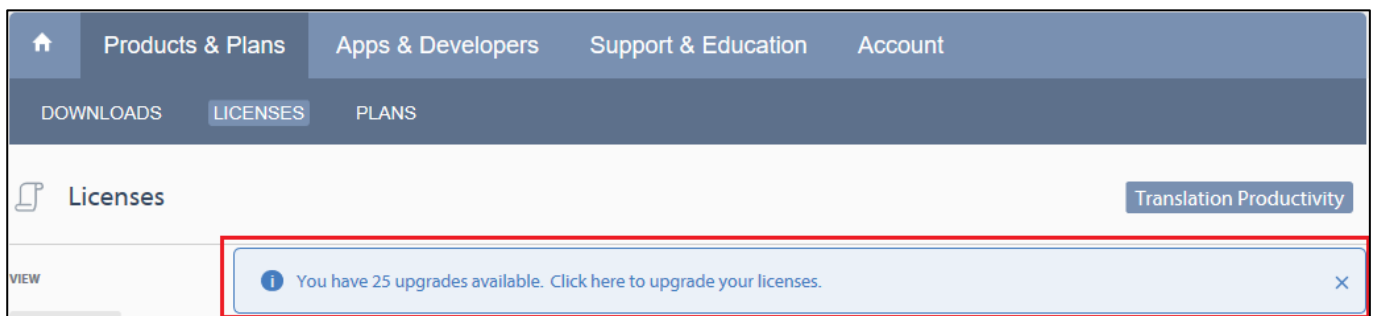 Products & Plans Apps & Developers Support & Education Account
DOWNLOADS LICENSES PLANS
Licenses Translation Productivity
VIEW
You have 25 upgrades available. Click here to upgrade your licenses.